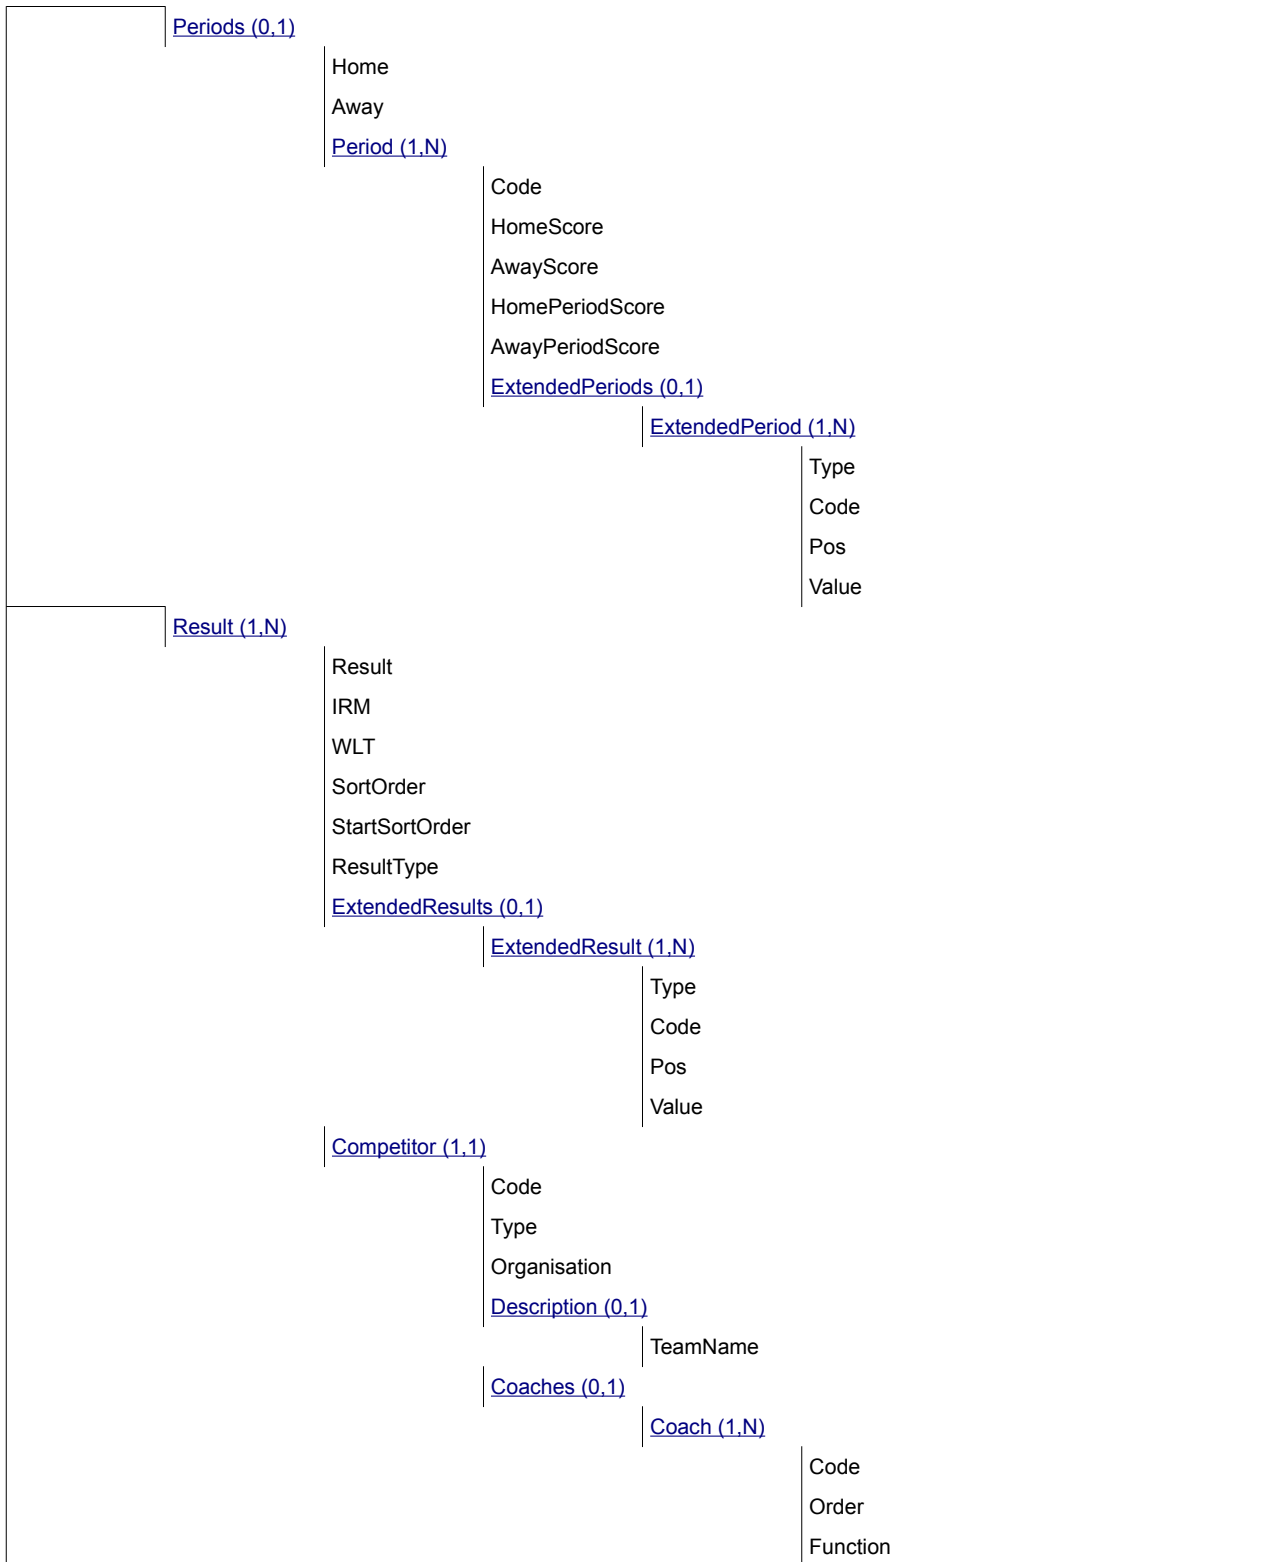 Periods (0,1)
Home
Away
Period (1,N)
Code
HomeScore
AwayScore
HomePeriodScore
AwayPeriodScore
ExtendedPeriods (0,1)
ExtendedPeriod (1,N)
Type
Code
Pos
Value
Result (1,N)
Result
IRM
WLT
SortOrder
StartSortOrder
ResultType
ExtendedResults (0,1)
ExtendedResult (1,N)
Type
Code
Pos
Value
Competitor (1,1)
Code
Type
Organisation
Description (0,1)
TeamName
Coaches (0,1)
Coach (1,N)
Code
Order
Function